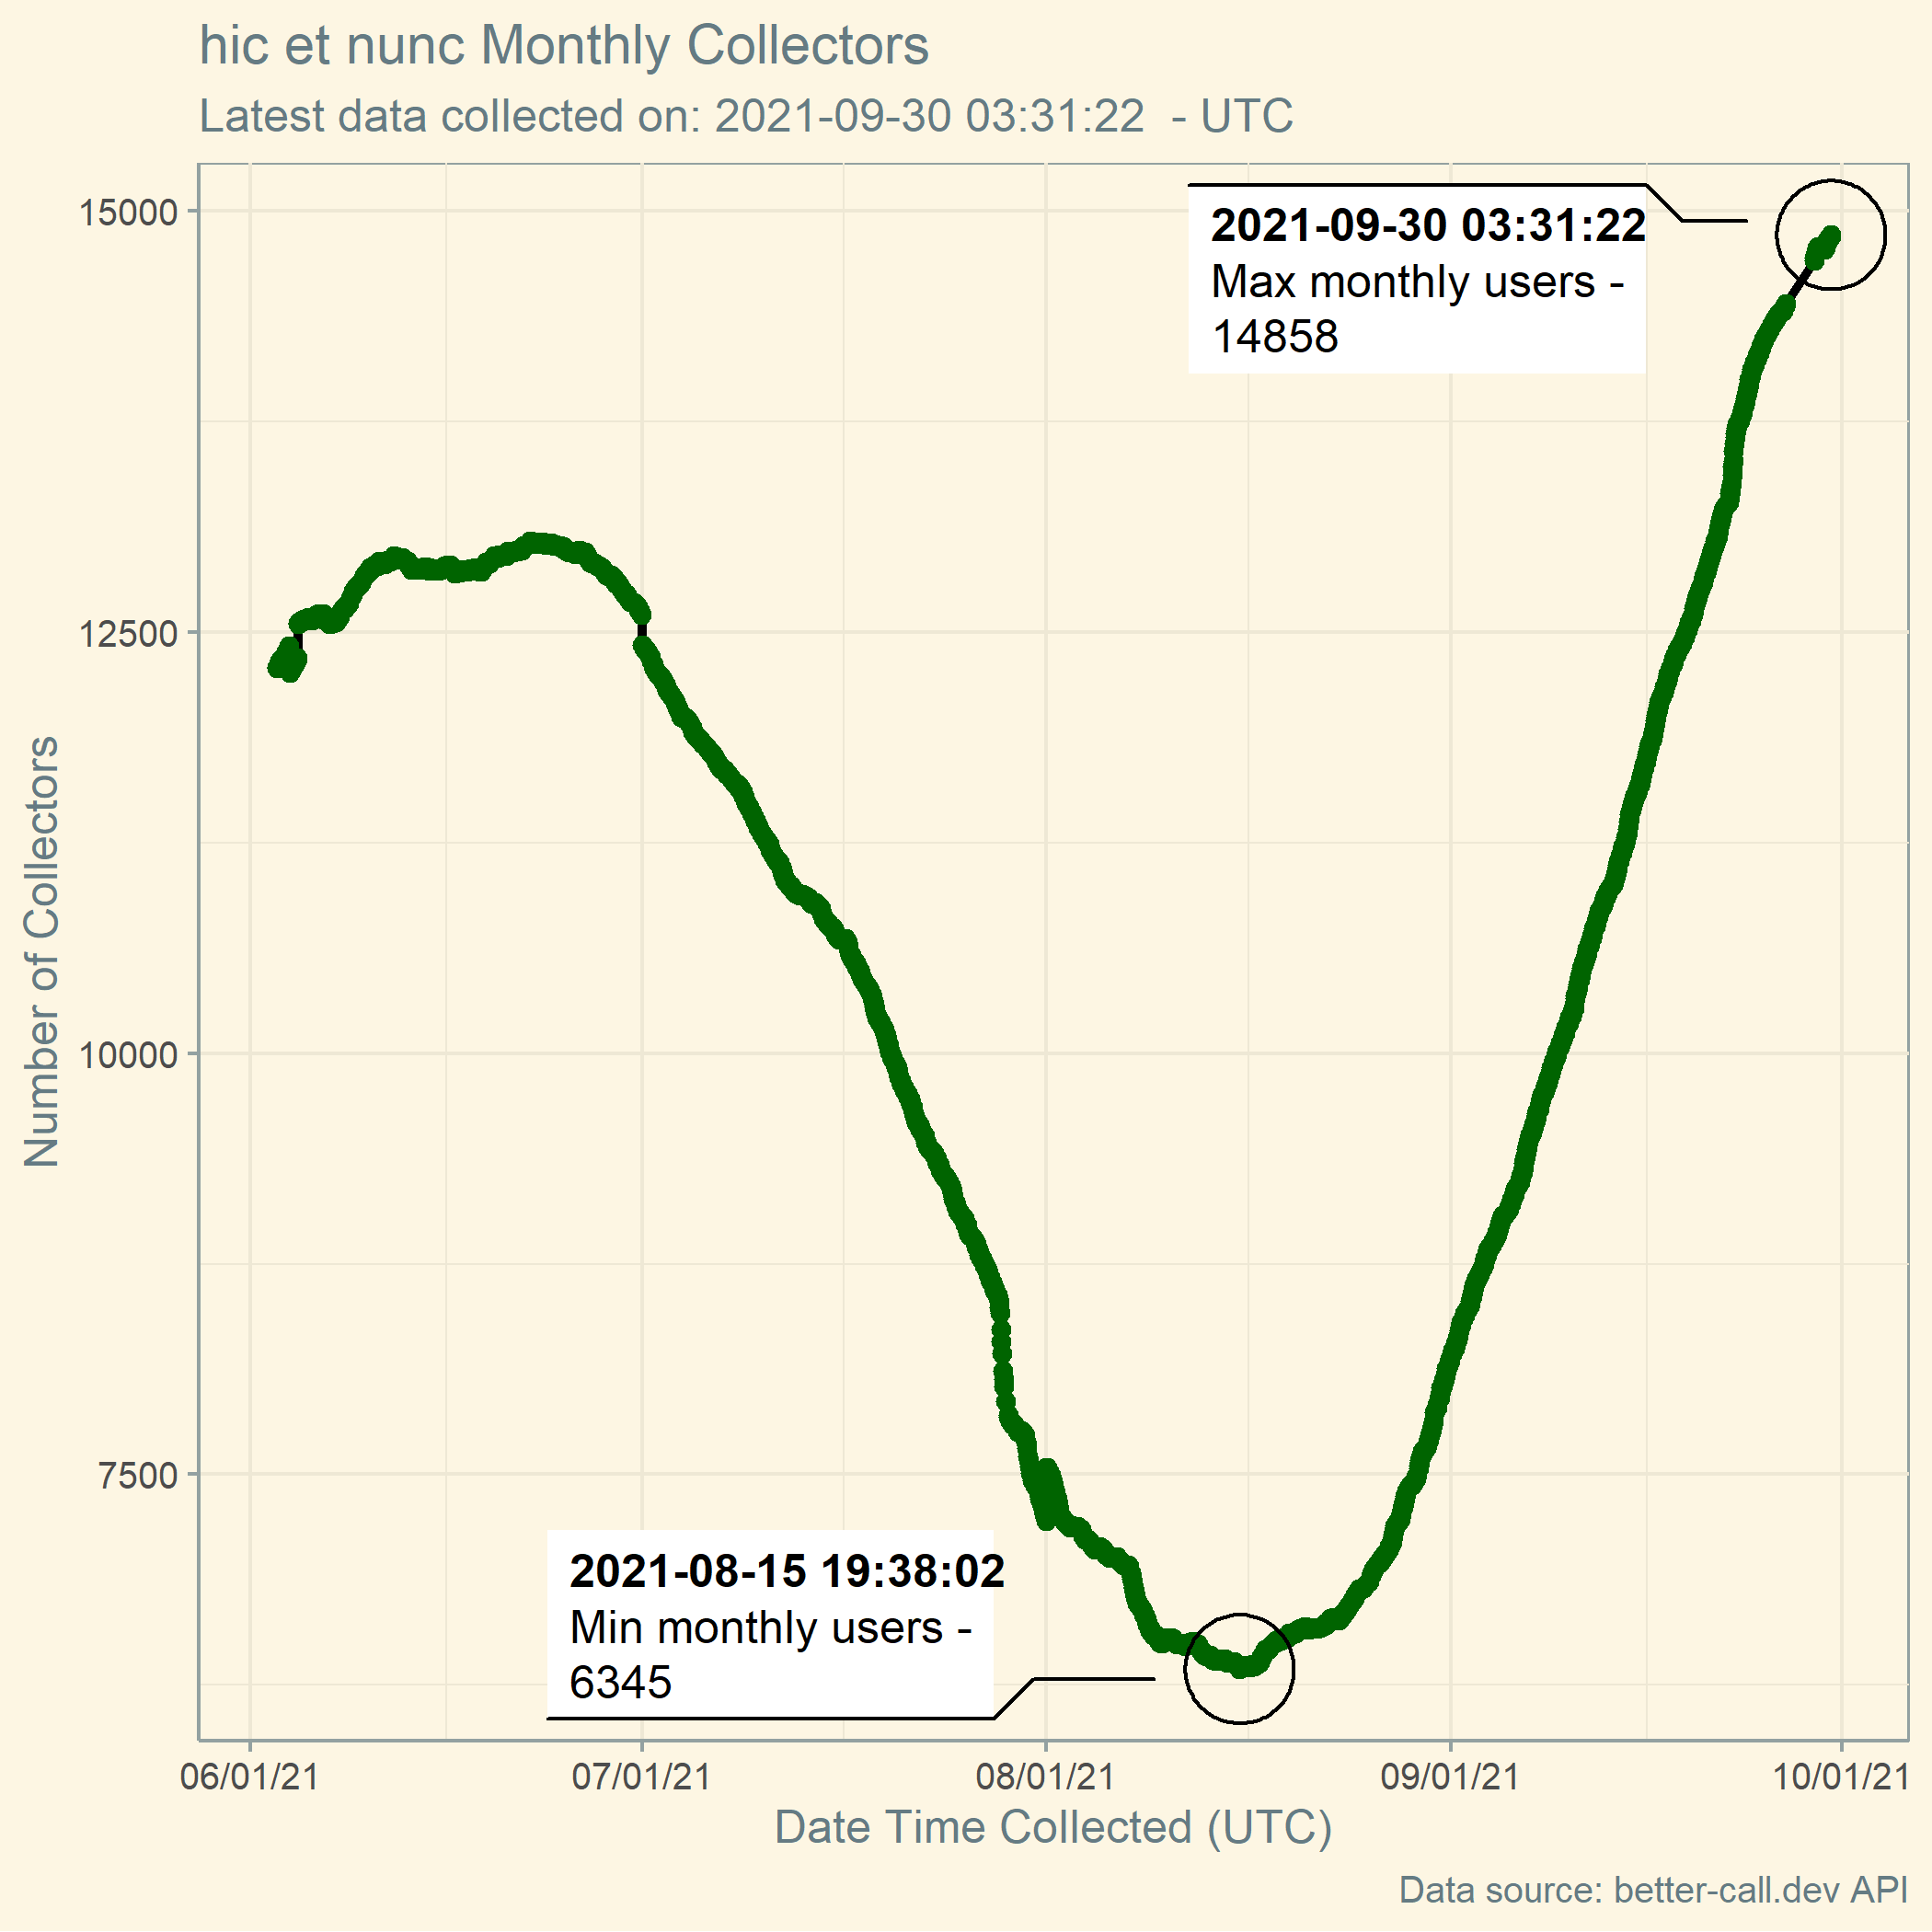 hic et nunc Monthly Collectors
Latest data collected on: 2021-09-30 03:31:22  - UTC
15000
12500
10000
7500
Number of Collectors
2021-09-30 03:31:22
Max monthly users -
14858
2021-08-15 19:38:02
Min monthly users -
6345
06/01/21
07/01/21
08/01/21
09/01/21
10/01/21
Date Time Collected (UTC)
Data source: better-call.dev API